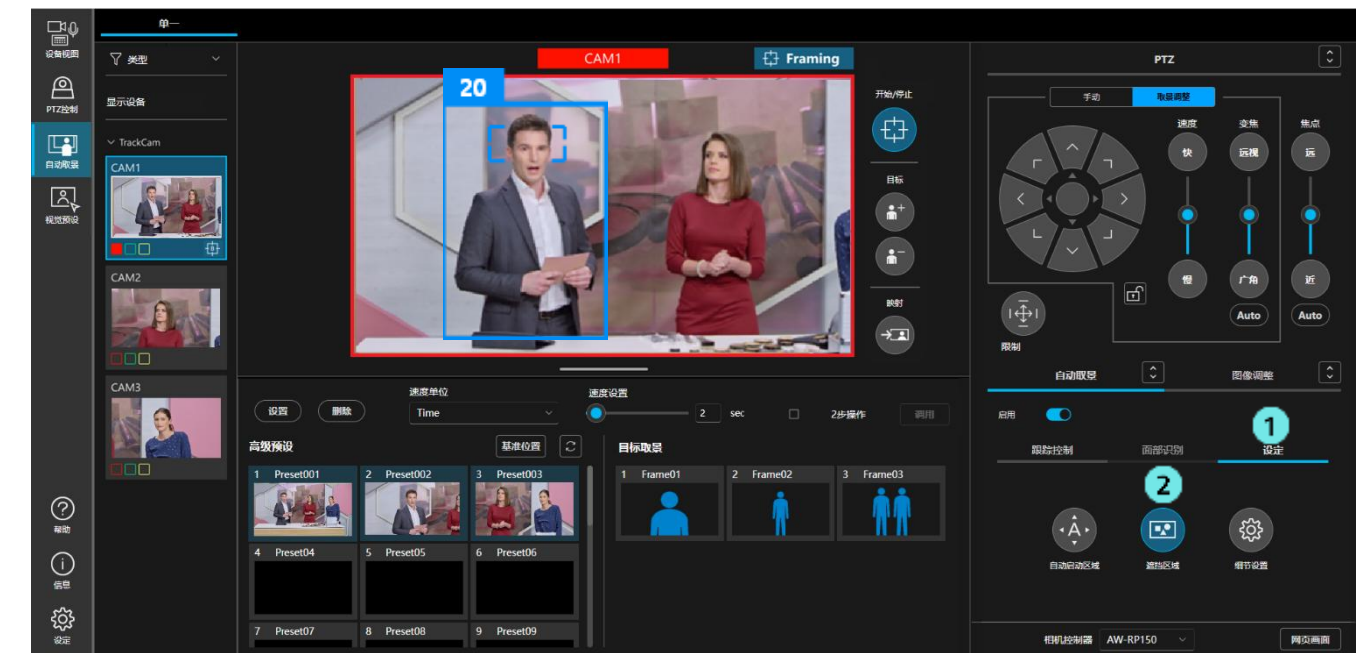 单一
设备视图
PTZ控制
自动取景
视觉预设
帮助
信息
设定
类型
显示设备
TrackCam
CAM1
CAM2
CAM3
CAM1
Framing
20
开始/停止
目标
映射
设置
删除
速度单位
Time
速度设置
2
sec
2步操作
调用
高级预设
基准位置
1 Preset001
2 Preset002
3 Preset003
4 Preset04
5 Preset05
6 Preset06
7 Preset07
8 Preset08
9 Preset09
目标取景
1 Frame01
2 Frame02
3 Frame03
PTZ
手动
取景调整
速度
变焦
焦点
快
远视
远
慢
广角
近
Auto
Auto
限制
自动取景
图像调整
启用
1
跟踪控制
面部识别
设定
2
自动启动区域
遮挡区域
细节设置
相机控制器
AW-RP150
网页画面